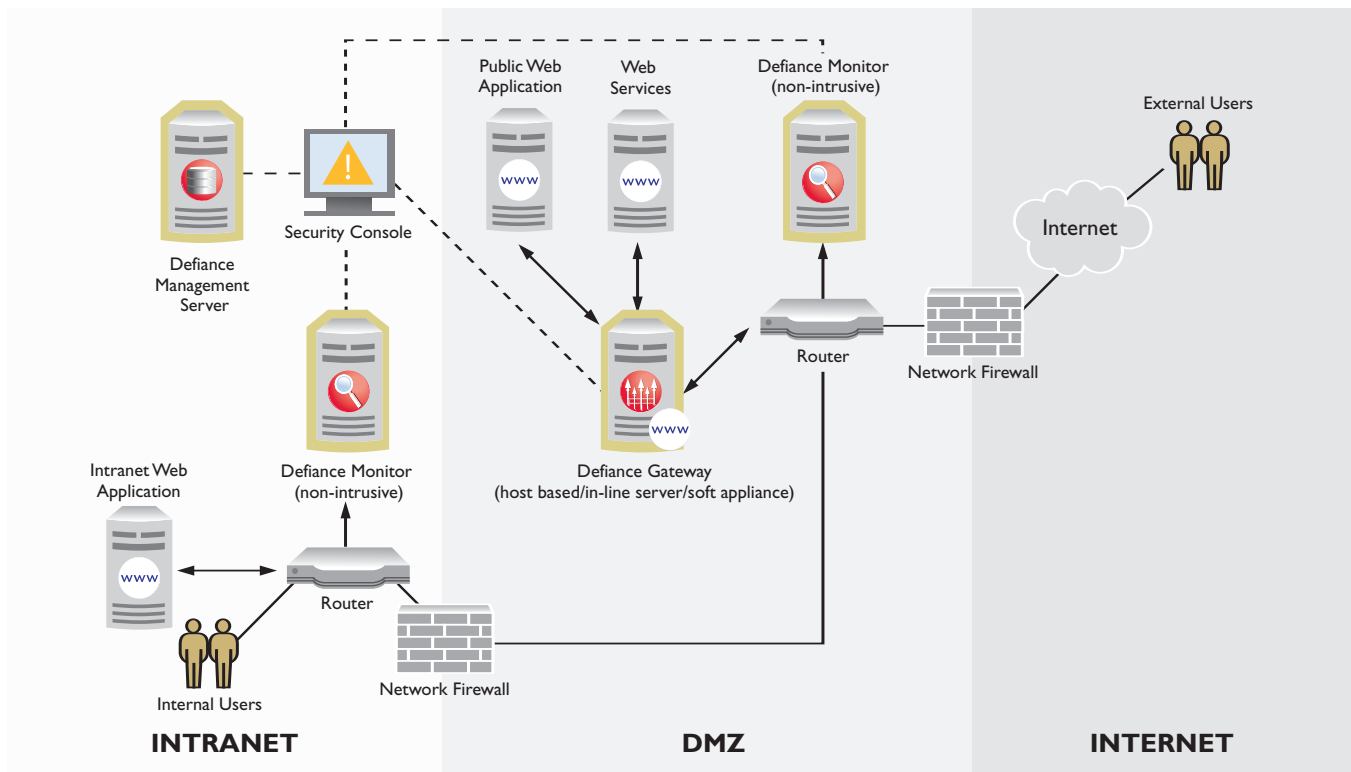 Public Web
Application
Web
Services
Defiance Monitor
(non-intrusive)
External Users
www
www
Security Console
Internet
Defiance
Management
Server
Router
Network Firewall
www
Intranet Web
Application
Defiance Monitor
(non-intrusive)
Defiance Gateway
(host based/in-line server/soft appliance)
www
Router
Network Firewall
Internal Users
INTRANET
DMZ
INTERNET